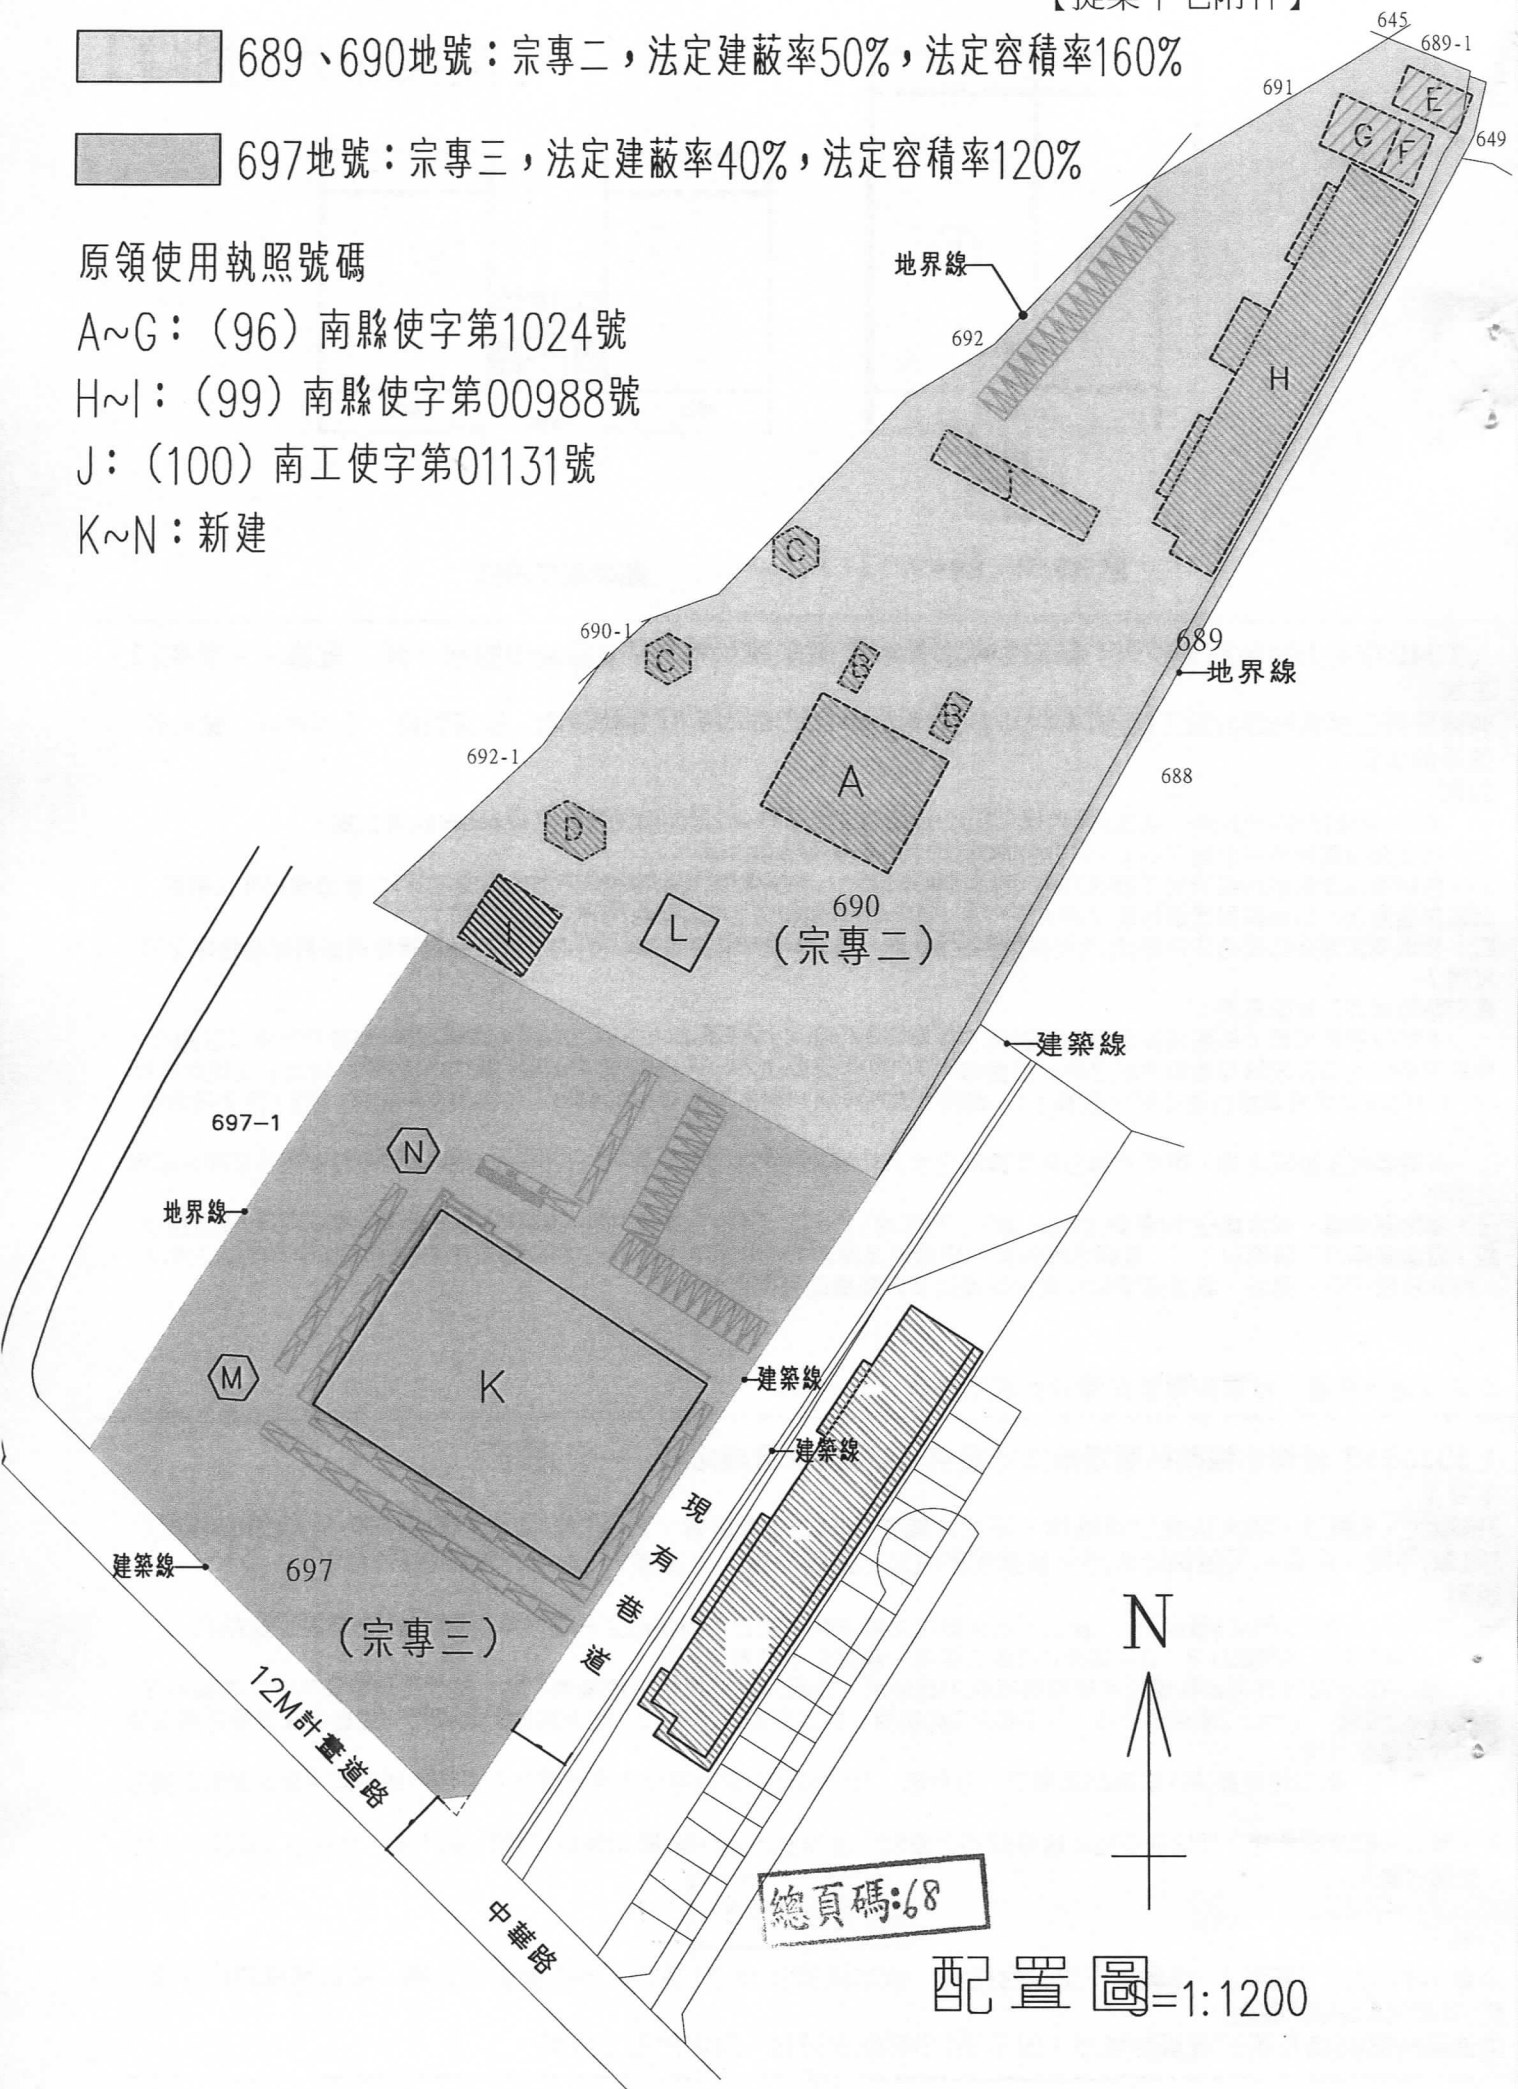 689、690地號：宗專二，法定建蔽率50%，法定容積率160%
697地號：宗專三，法定建蔽率40%，法定容積率120%
原領使用執照號碼
A~G：（96）南縣使字第1024號
H~I：（99）南縣使字第00988號
J：（100）南工使字第01131號
K~N：新建
645
689-1
691
E
G
F
649
地界線
692
H
J
C
690-1
C
B
689
地界線
B
692-1
688
A
D
690
（宗專二）
I
L
建築線
697-1
N
地界線
M
K
建築線
建築線
現有巷道
建築線
697
（宗專三）
N
12M計畫道路
總頁碼:68
中華路
配置圖
S=1:1200